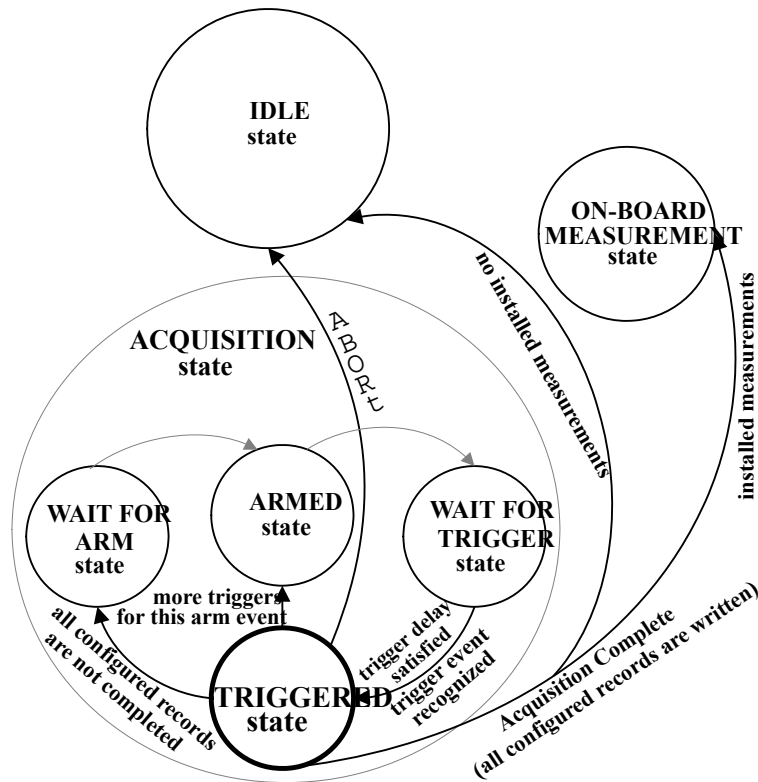 IDLE
state
ON-BOARD
MEASUREMENT
state
no installed measurements
installed measurements
ABORt
ACQUISITION
state
WAIT FOR
ARM
state
ARMED
state
WAIT FOR
TRIGGER
state
more triggers
for this arm event
all configured records
are not completed
TRIGGERED
state
trigger delay
satisfied
trigger event
recognized
Acquisition Complete
(all configured records are written)